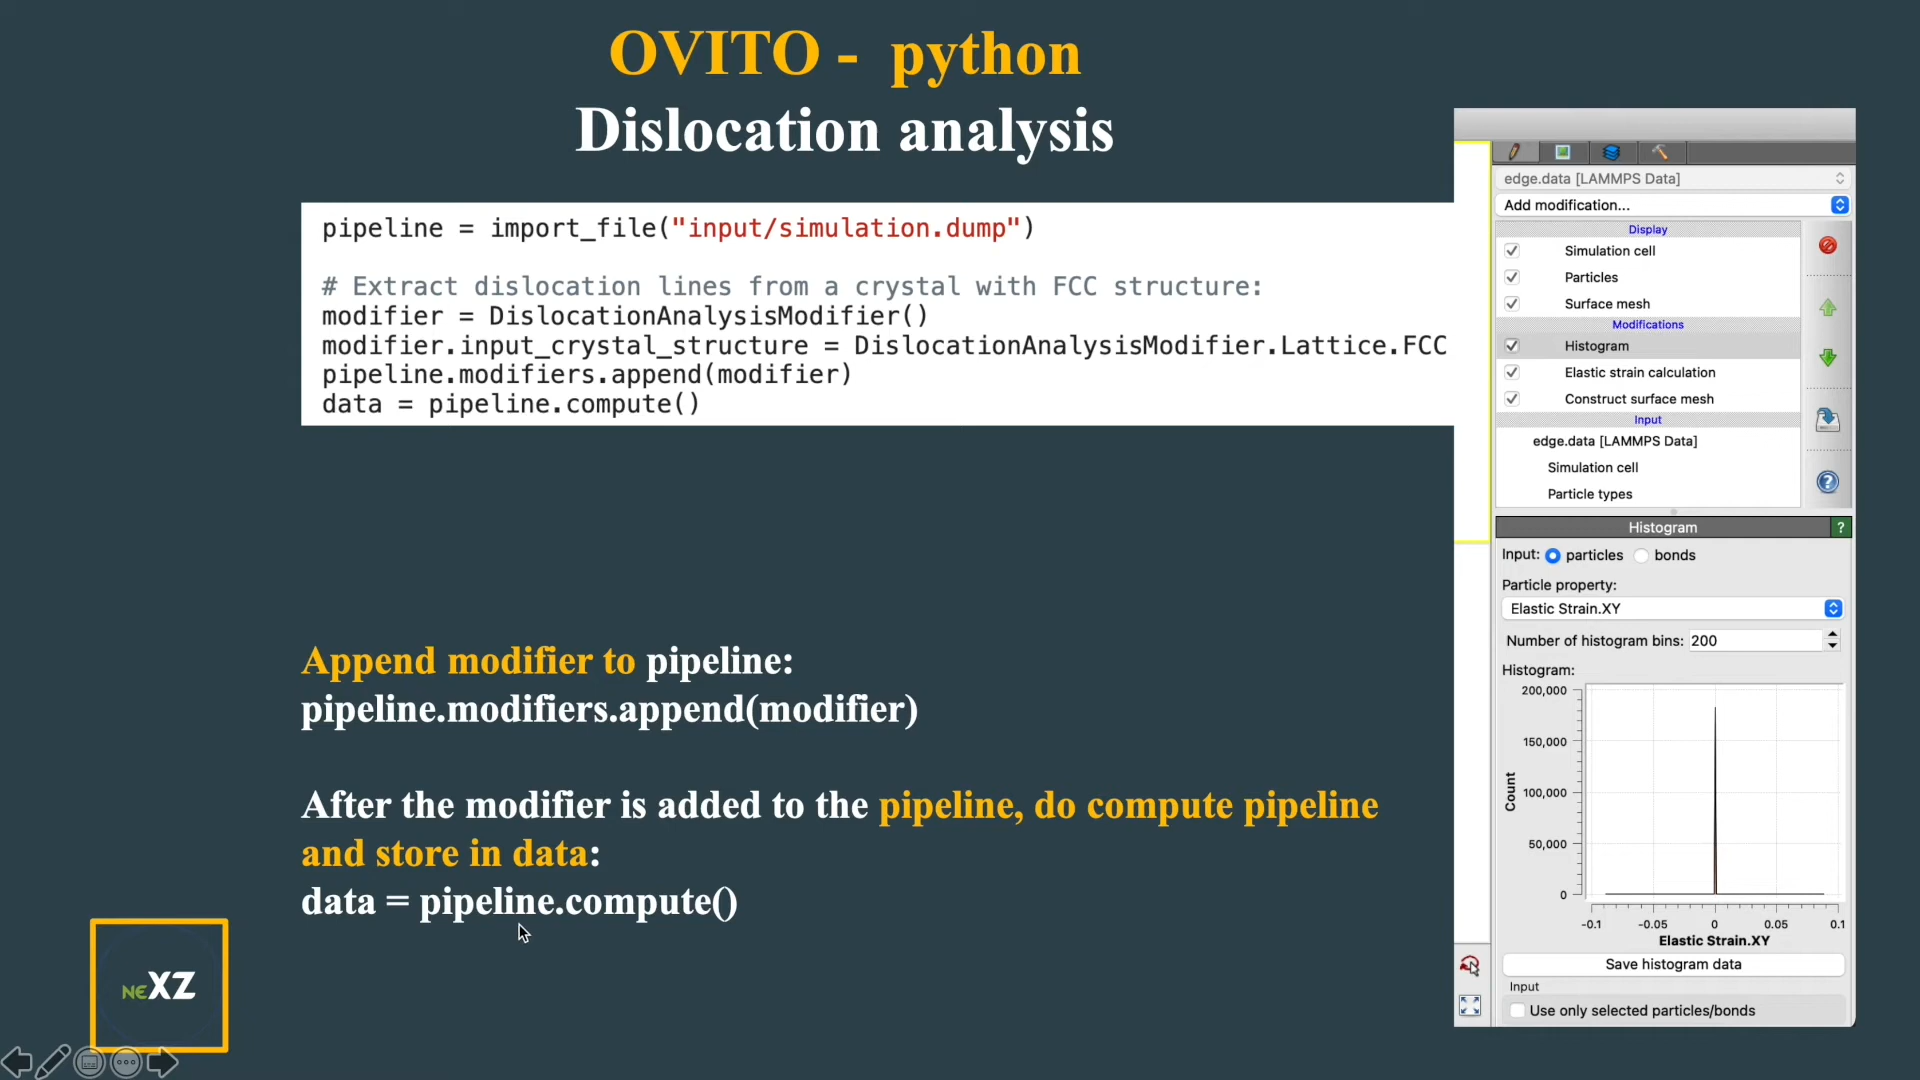 OVITO - python
Dislocation analysis
pipeline = import_file("input/simulation.dump")
# Extract dislocation lines from a crystal with FCC structure:
modifier = DislocationAnalysisModifier()
modifier.input_crystal_structure = DislocationAnalysisModifier.Lattice.FCC
pipeline.modifiers.append(modifier)
data = pipeline.compute()
Append modifier to pipeline:
pipeline.modifiers.append(modifier)
After the modifier is added to the pipeline, do compute pipeline
and store in data:
data = pipeline.compute()
NEXZ
edge.data [LAMMPS Data]
Add modification...
Display
Simulation cell
Particles
Surface mesh
Modifications
Histogram
Elastic strain calculation
Construct surface mesh
Input
edge.data [LAMMPS Data]
Simulation cell
Particle types
Histogram ?
Input: particles bonds
Particle property:
Elastic Strain.XY
Number of histogram bins: 200
Histogram:
200,000
150,000
100,000
50,000
0
Count
-0.1 -0.05 0 0.05 0.1
Elastic Strain.XY
Save histogram data
Input
Use only selected particles/bonds